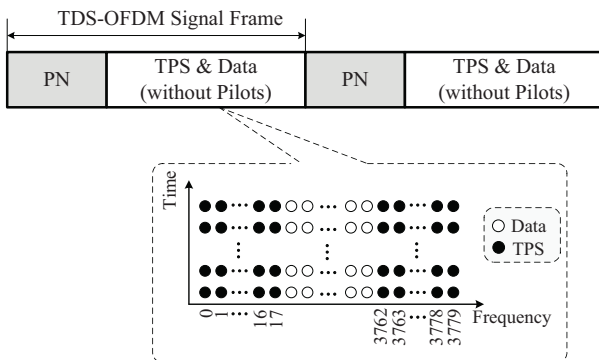 TDS-OFDM Signal Frame
PN
TPS & Data
(without Pilots)
PN
TPS & Data
(without Pilots)
Time
Data
TPS
0
1
16
17
3762
3763
3778
3779
Frequency